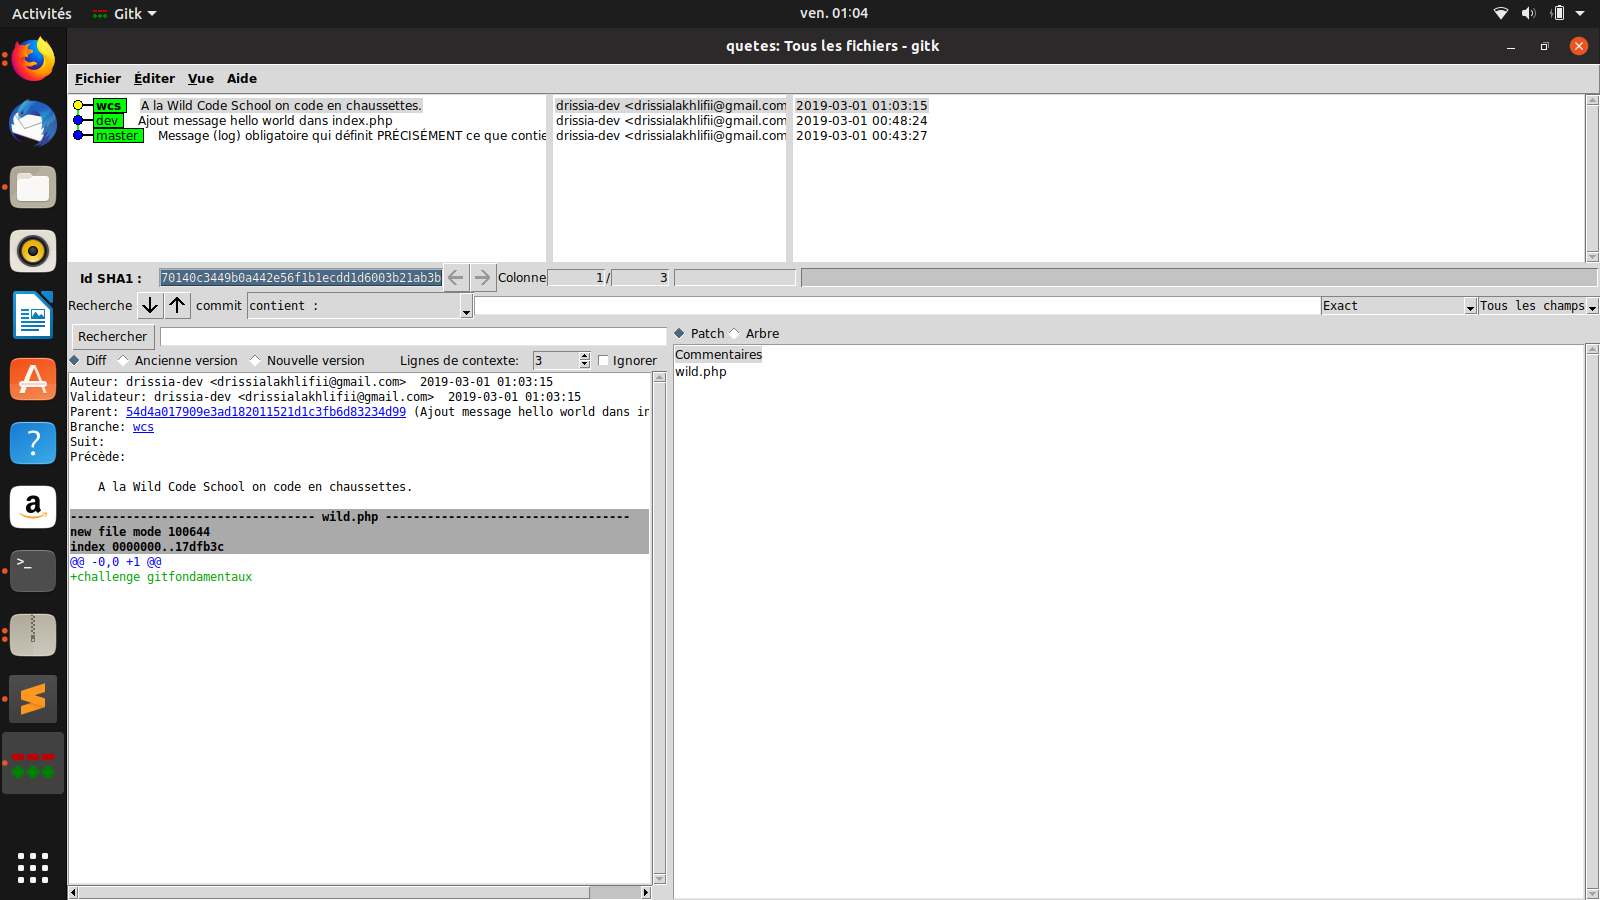 Activités Gitk ven. 01:04
quetes: Tous les fichiers - gitk
Fichier Éditer Vue Aide
wcs A la Wild Code School on code en chaussettes. drissia-dev <drissialakhlifii@gmail.com 2019-03-01 01:03:15
dev Ajout message hello world dans index.php drissia-dev <drissialakhlifii@gmail.com 2019-03-01 00:48:24
master Message (log) obligatoire qui définit PRÉCISÉMENT ce que contie drissia-dev <drissialakhlifii@gmail.com 2019-03-01 00:43:27
Id SHA1 : 70140c3449b0a442e56f1b1ecdd1d6003b21ab3b Colonne 1 / 3
Recherche commit contient : Exact Tous les champs
Rechercher
Patch Arbre
Diff Ancienne version Nouvelle version Lignes de contexte: 3 Ignorer
Commentaires
wild.php
Auteur: drissia-dev <drissialakhlifii@gmail.com> 2019-03-01 01:03:15
Validateur: drissia-dev <drissialakhlifii@gmail.com> 2019-03-01 01:03:15
Parent: 54d4a017909e3ad182011521d1c3fb6d83234d99 (Ajout message hello world dans in
Branche: wcs
Suit:
Précède:
A la Wild Code School on code en chaussettes.
----------------------------------- wild.php -----------------------------------
new file mode 100644
index 0000000..17dfb3c
@@ -0,0 +1 @@
+challenge gitfondamentaux